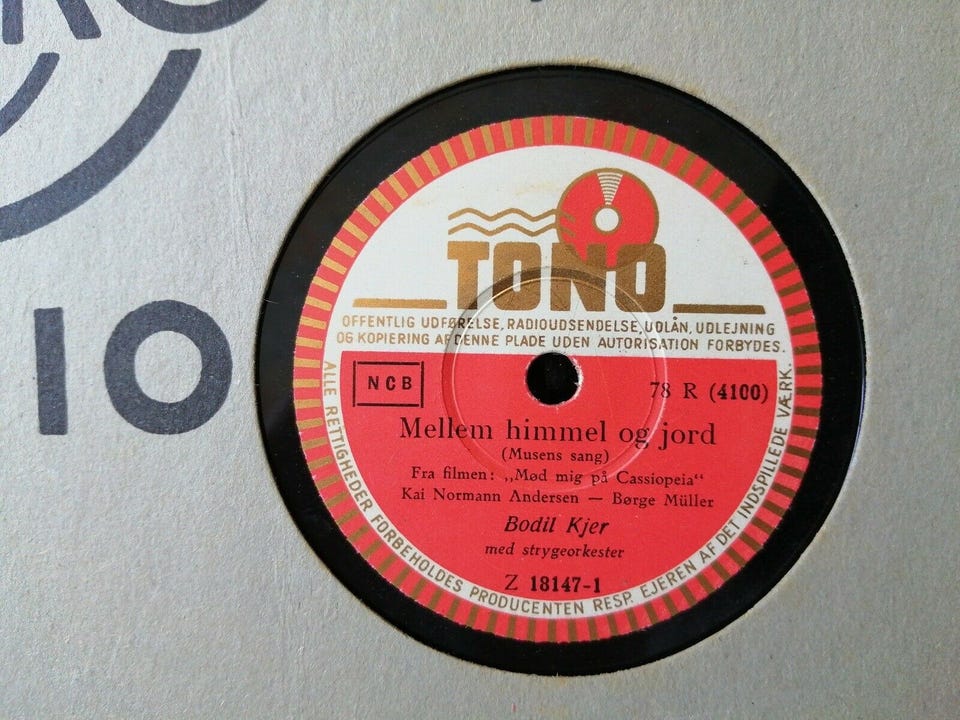 10
TONO
OFFENTLIG UDFØRELSE, RADIOUDSENDELSE, UDLÅN, UDLEJNING
OG KOPIERING AF DENNE PLADE UDEN AUTORISATION FORBYDES.
NCB
78 R (4100)
Mellem himmel og jord
(Musens sang)
Fra filmen: „Mød mig på Cassiopeia“
Kai Normann Andersen — Børge Müller
Bodil Kjer
med strygeorkester
Z 18147-1
ALLE RETTIGHEDER FORBEHOLDES PRODUCENTEN RESP. EJEREN AF DET INDSPILLEDE VÆRK.